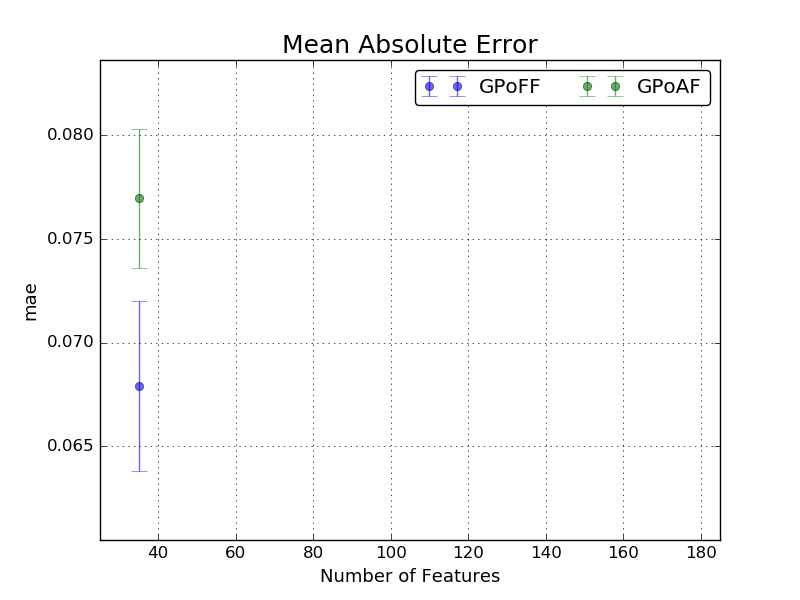 Mean Absolute Error
GPoFF GPoAF
0.080
0.075
0.070
0.065
mae
40 60 80 100 120 140 160 180
Number of Features